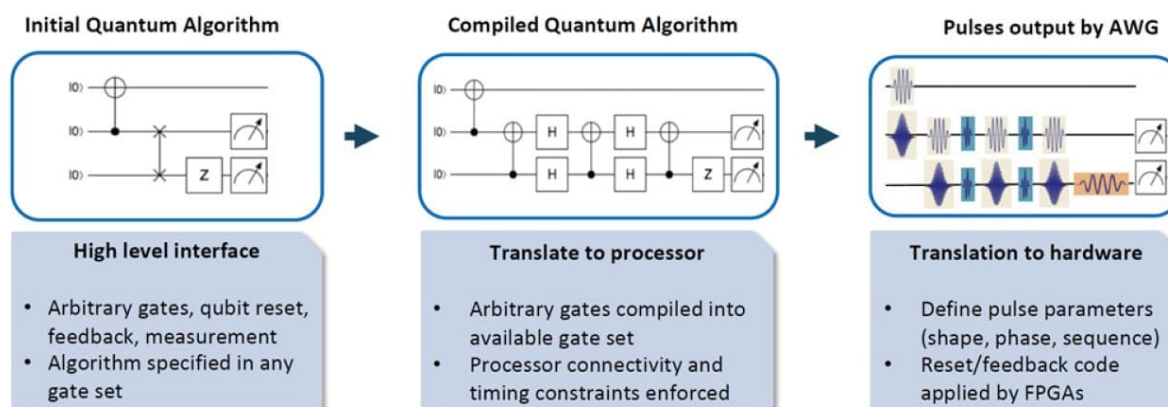 Initial Quantum Algorithm
Compiled Quantum Algorithm
Pulses output by AWG
|0⟩
|0⟩
|0⟩
Z
|0⟩
|0⟩
|0⟩
H
H
H
H
Z
High level interface
• Arbitrary gates, qubit reset,
feedback, measurement
• Algorithm specified in any
gate set
Translate to processor
• Arbitrary gates compiled into
available gate set
• Processor connectivity and
timing constraints enforced
Translation to hardware
• Define pulse parameters
(shape, phase, sequence)
• Reset/feedback code
applied by FPGAs